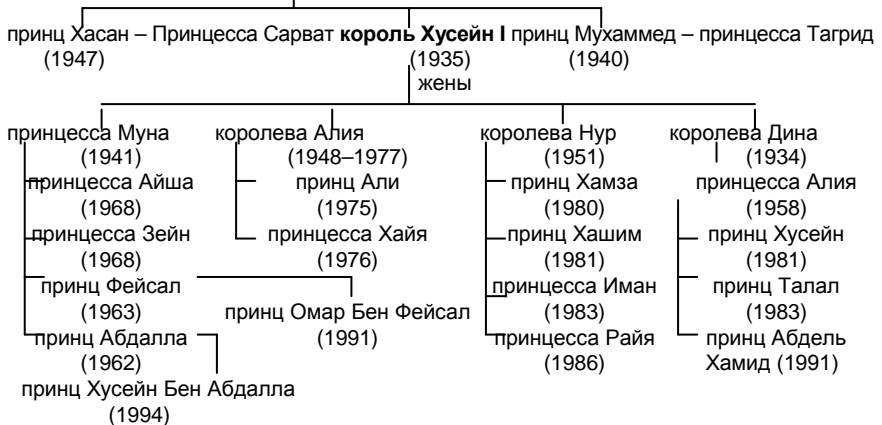 принц Хасан – Принцесса Сарват король Хусейн I принц Мухаммед – принцесса Тагрид
(1947) (1935) (1940)
жены
принцесса Муна королева Алия королева Нур королева Дина
(1941) (1948–1977) (1951) (1934)
принцесса Айша принц Али принц Хамза принцесса Алия
(1968) (1975) (1980) (1958)
принцесса Зейн принцесса Хайя принц Хашим принц Хусейн
(1968) (1976) (1981) (1981)
принц Фейсал принцесса Иман принц Талал
(1963) принц Омар Бен Фейсал (1983) (1983)
принц Абдалла (1991) принцесса Райя принц Абдель
(1962) (1986) Хамид (1991)
принц Хусейн Бен Абдалла
(1994)